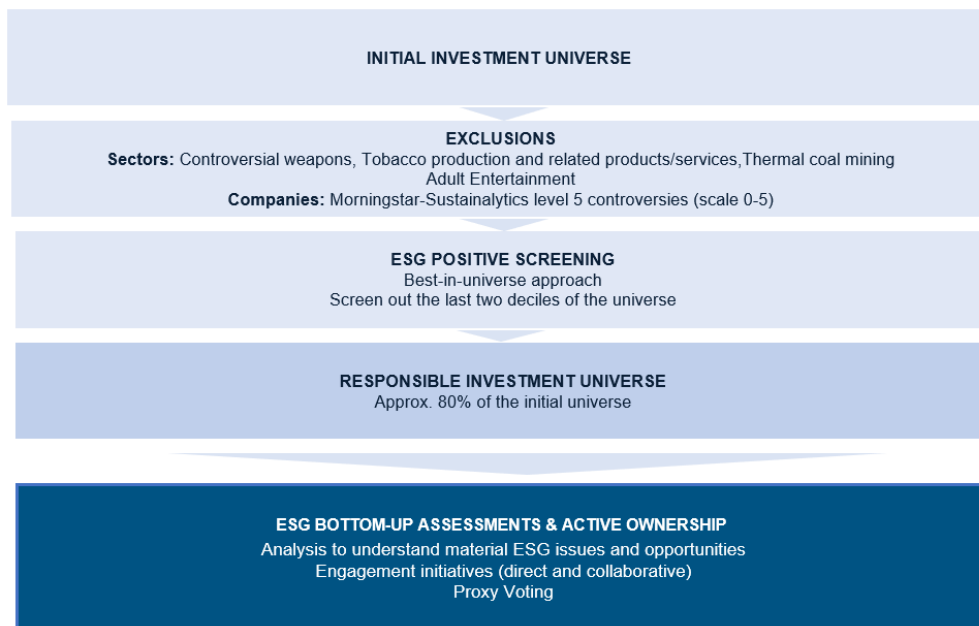 INITIAL INVESTMENT UNIVERSE
EXCLUSIONS
Sectors: Controversial weapons, Tobacco production and related products/services,Thermal coal mining
Adult Entertainment
Companies: Morningstar-Sustainalytics level 5 controversies (scale 0-5)
ESG POSITIVE SCREENING
Best-in-universe approach
Screen out the last two deciles of the universe
RESPONSIBLE INVESTMENT UNIVERSE
Approx. 80% of the initial universe
ESG BOTTOM-UP ASSESSMENTS & ACTIVE OWNERSHIP
Analysis to understand material ESG issues and opportunities
Engagement initiatives (direct and collaborative)
Proxy Voting